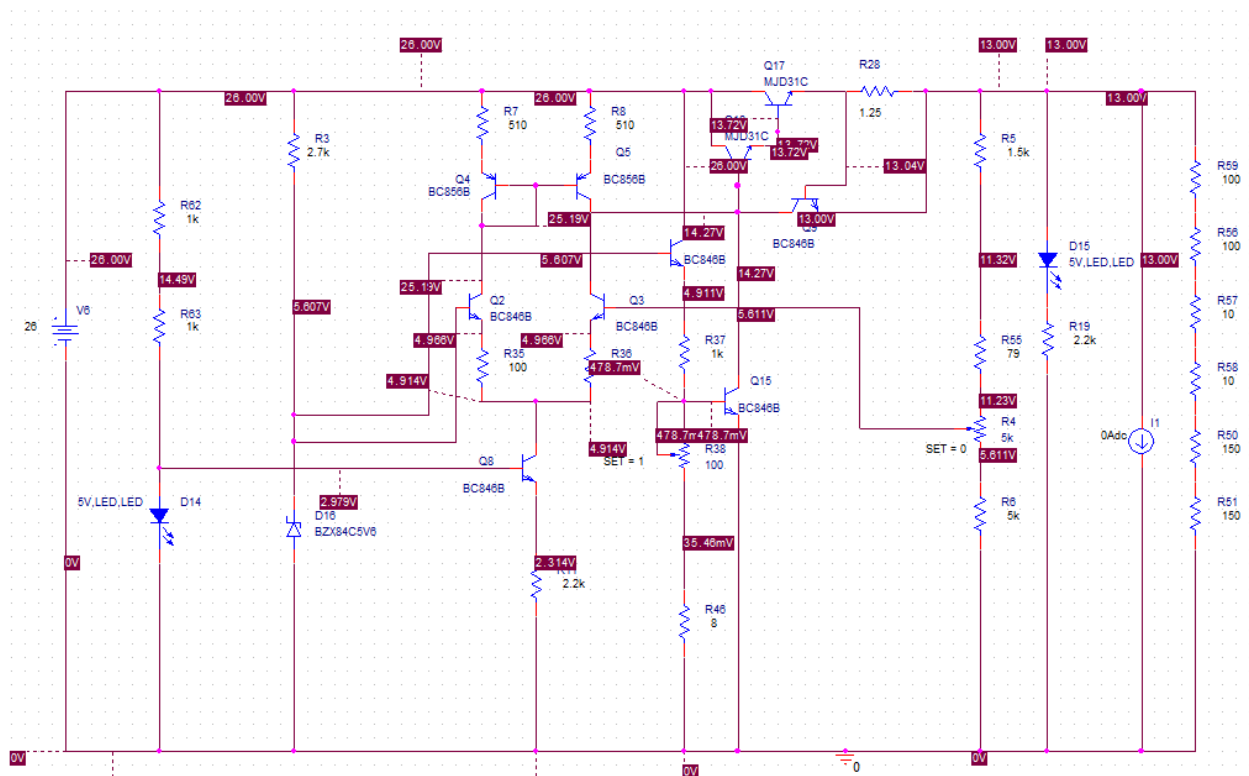 26.00V
13.00V
13.00V
Q17
MJD31C
R28
1.25
26.00V
26.00V
13.00V
R7
510
R8
510
13.72V
MJD31C
13.72V
R3
2.7k
Q5
BC856B
Q4
BC856B
26.00V
13.04V
R5
1.5k
R59
100
R62
1k
25.19V
13.00V
BC846B
14.27V
R56
100
D15
5V,LED,LED
26.00V
14.49V
5.607V
BC846B
14.27V
11.32V
13.00V
25.19V
4.911V
5.607V
Q2
BC846B
Q3
BC846B
5.611V
R57
10
V6
26
R63
1k
4.966V
4.966V
R37
1k
R55
79
R19
2.2k
R35
100
R36
478.7mV
R58
10
4.914V
Q15
BC846B
11.23V
R4
5k
SET = 0
5.611V
I1
0Adc
478.7mV
R38
100
SET = 1
4.914V
R50
150
Q8
BC846B
5V,LED,LED
D14
2.979V
D16
BZX84C5V6
R6
5k
R51
150
35.46mV
0V
2.314V
2.2k
R46
8
0V
0V
0V
0